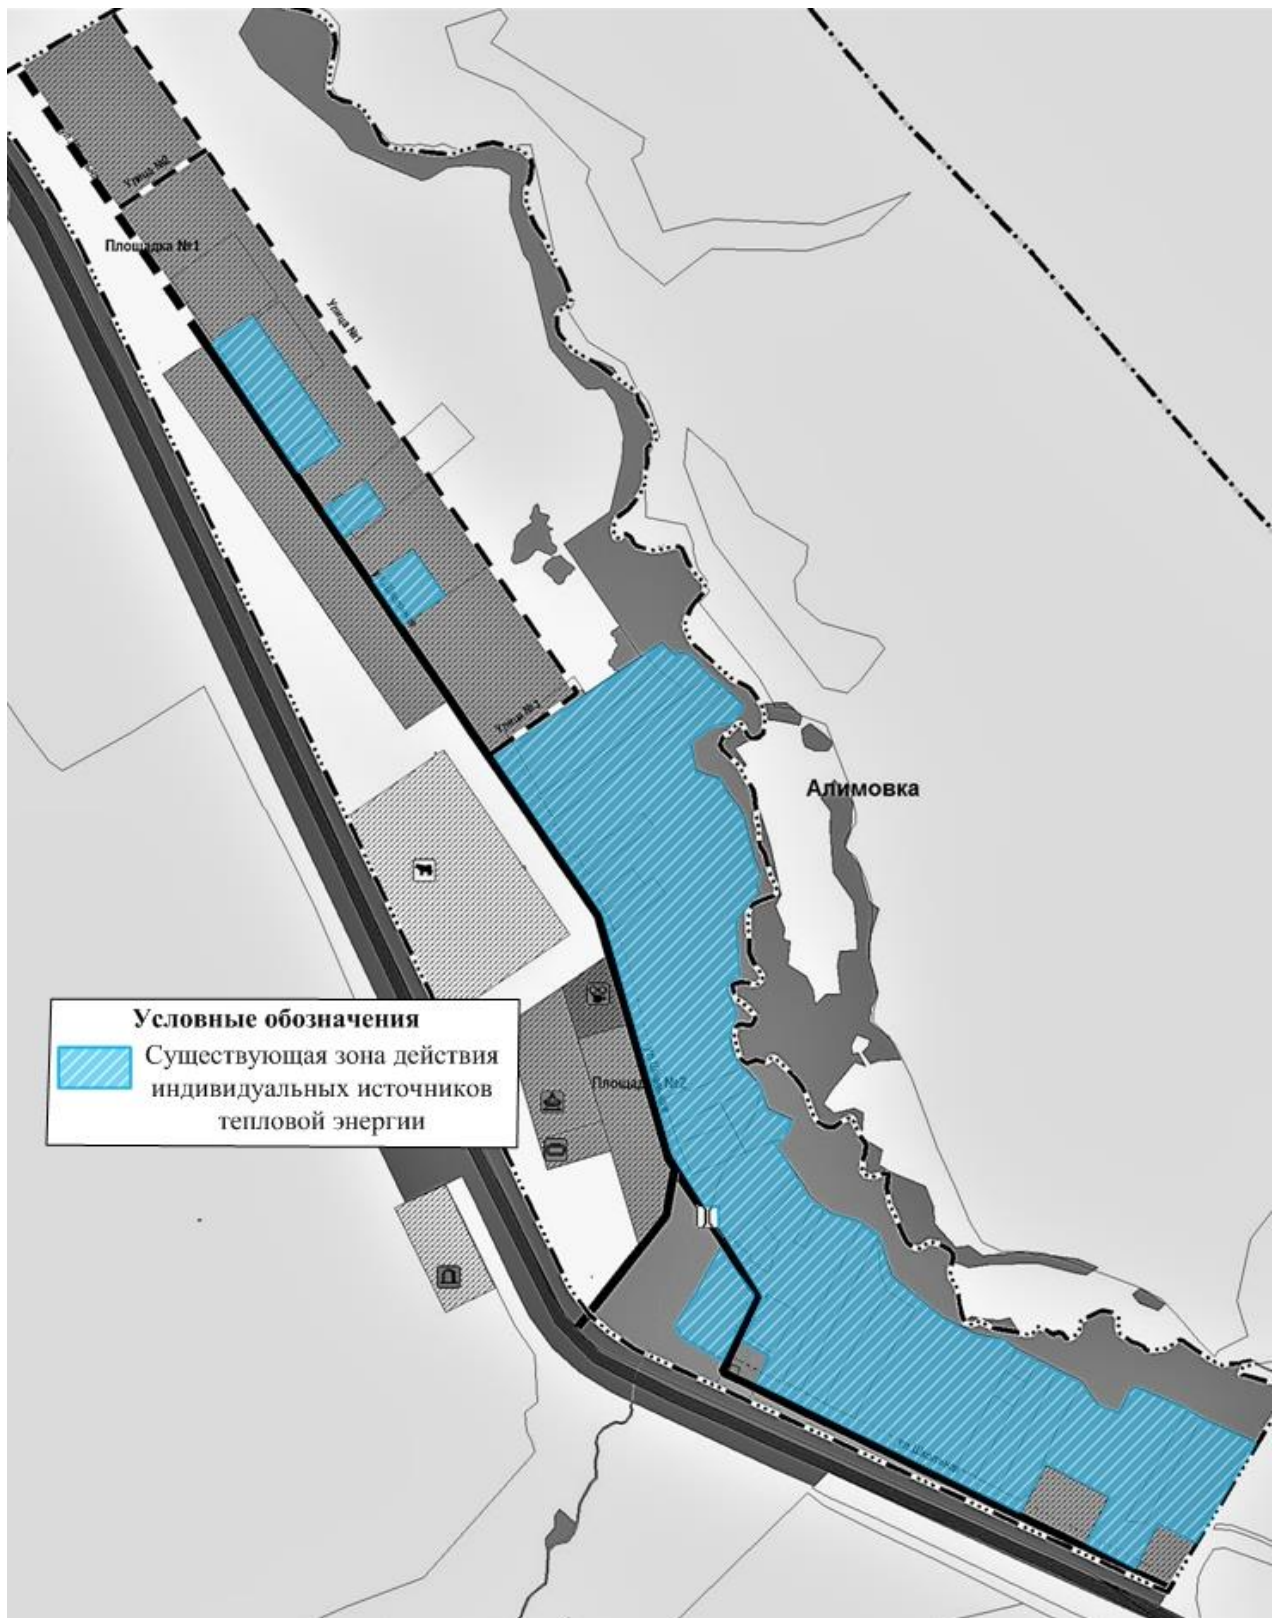 Улица №2
Площадка №1
Улица №1
Улица №3
Алимовка
Условные обозначения
Существующая зона действия
индивидуальных источников
тепловой энергии
Площадка №2